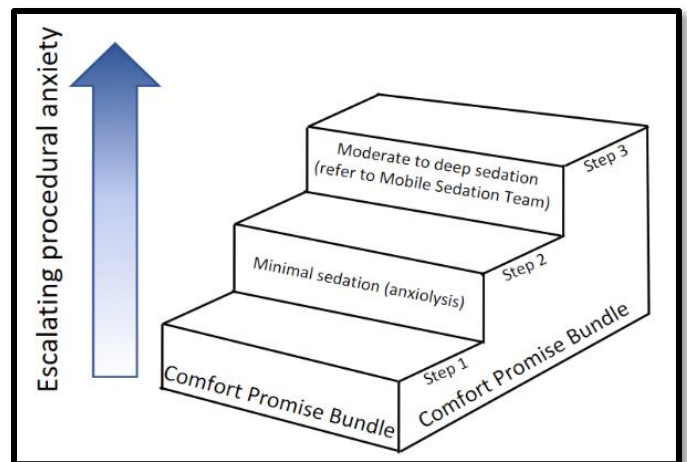 Escalating procedural anxiety
Moderate to deep sedation
(refer to Mobile Sedation Team)
Step 3
Minimal sedation (anxiolysis)
Step 2
Comfort Promise Bundle
Step 1
Comfort Promise Bundle